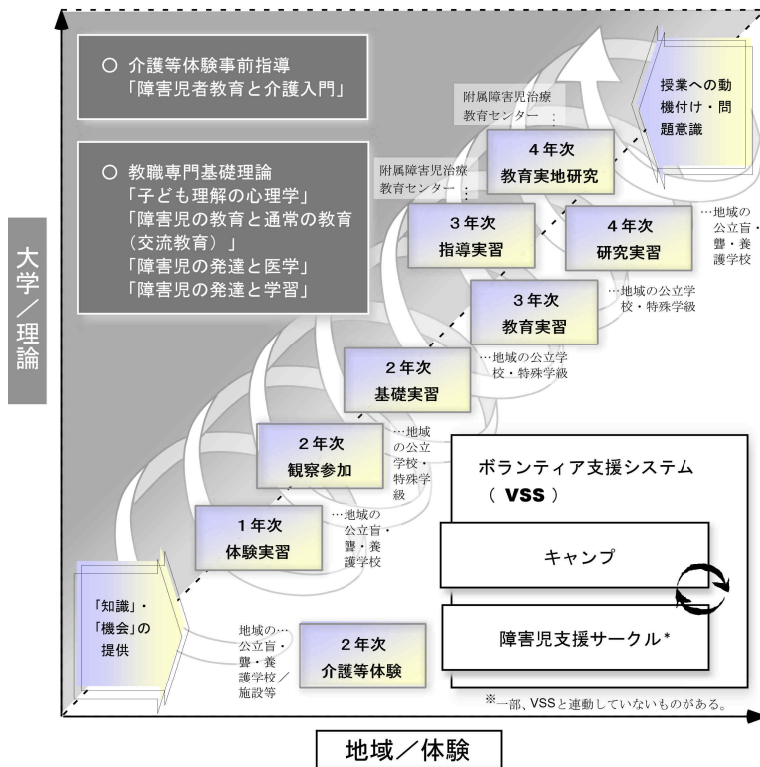 ○ 介護等体験事前指導
「障害児者教育と介護入門」
○ 教職専門基礎理論
「子ども理解の心理学」
「障害児の教育と通常の教育
（交流教育）」
「障害児の発達と医学」
「障害児の発達と学習」
授業への動
機付け・問
題意識
附属障害児治療
教育センター…
4年次
教育実地研究
附属障害児治療
教育センター…
3年次
指導実習
4年次
研究実習
…地域の
公立盲・
聾・養
護学校
3年次
教育実習
…地域の公立学
校・特殊学級
2年次
基礎実習
…地域の公立学
校・特殊学級
2年次
観察参加
…地域
の公立
学校・
特殊学
級
1年次
体験実習
…地域の
公立盲・
聾・養
護学校
「知識」・
「機会」の
提供
地域の…
公立盲・
聾・養
護学校／
施設等
2年次
介護等体験
ボランティア支援システム
（ VSS ）
キャンプ
障害児支援サークル*
※一部、VSSと連動していないものがある。
大学／理論
地域／体験